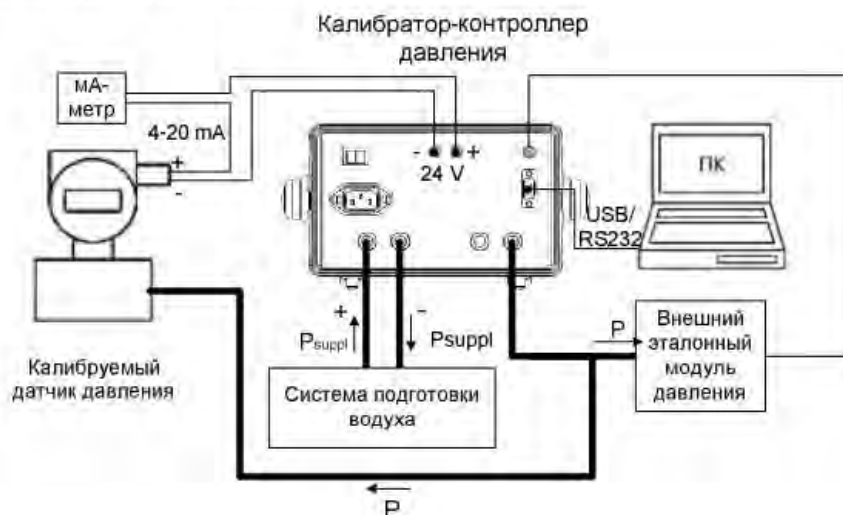 Калибратор-контроллер
давления
мА-
метр
4-20 mA
+
-
- +
24 V
USB/
RS232
ПК
+
-
Psuppl
Psuppl
P
Внешний
эталонный
модуль
давления
Калибруемый
датчик давления
Система подготовки
водуха
P